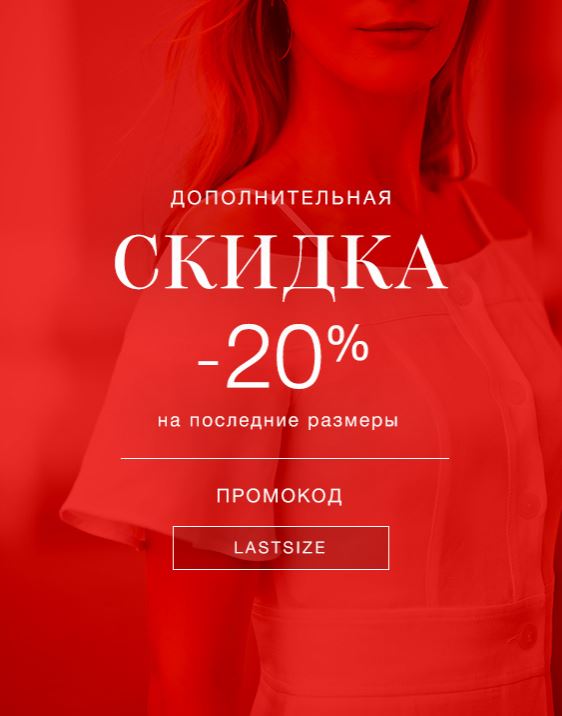 ДОПОЛНИТЕЛЬНАЯ
СКИДКА
-20%
на последние размеры
ПРОМОКОД
LASTSIZE